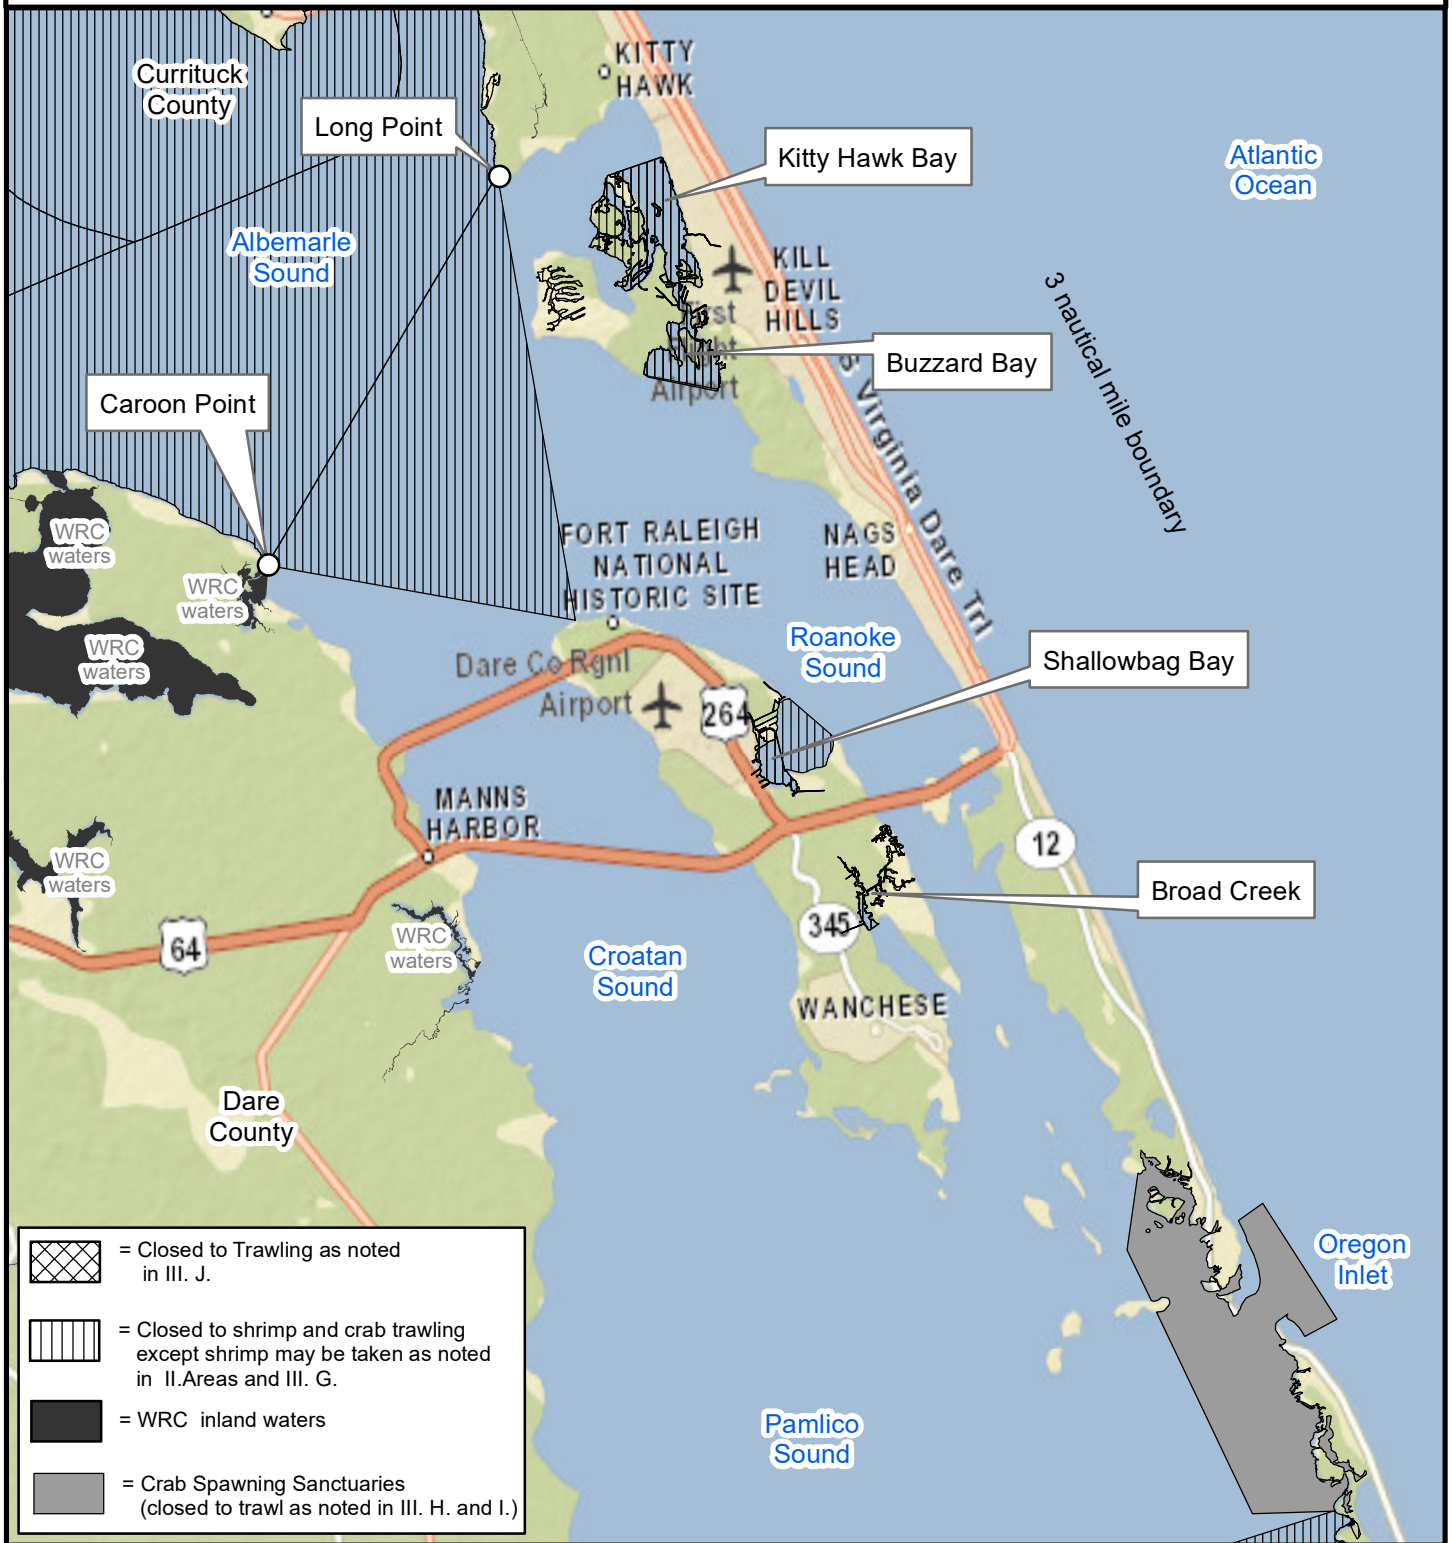 KITTY
HAWK
Currituck
County
Long Point
Kitty Hawk Bay
Atlantic
Ocean
Albemarle
Sound
KILL
DEVIL
HILLS
First
Flight
Airport
3 nautical mile boundary
Buzzard Bay
S Virginia Dare Trl
Caroon Point
WRC
waters
FORT RALEIGH
NATIONAL
HISTORIC SITE
NAGS
HEAD
WRC
waters
Roanoke
Sound
WRC
waters
Shallowbag Bay
Dare Co Rgnl
Airport
264
MANNS
HARBOR
12
WRC
waters
Broad Creek
345
64
WRC
waters
Croatan
Sound
WANCHESE
Dare
County
Oregon
Inlet
= Closed to Trawling as noted
in III. J.
= Closed to shrimp and crab trawling
except shrimp may be taken as noted
in II.Areas and III. G.
= WRC inland waters
= Crab Spawning Sanctuaries
(closed to trawl as noted in III. H. and I.)
Pamlico
Sound